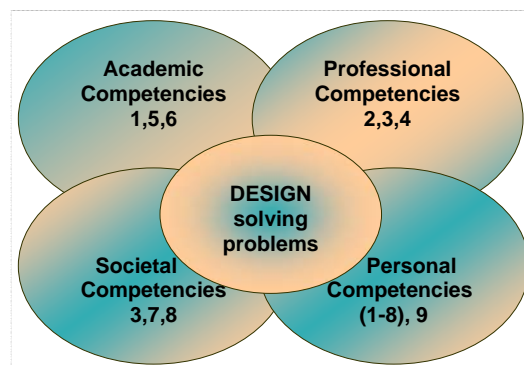 Academic
Competencies
1,5,6
Professional
Competencies
2,3,4
DESIGN
solving
problems
Societal
Competencies
3,7,8
Personal
Competencies
(1-8), 9